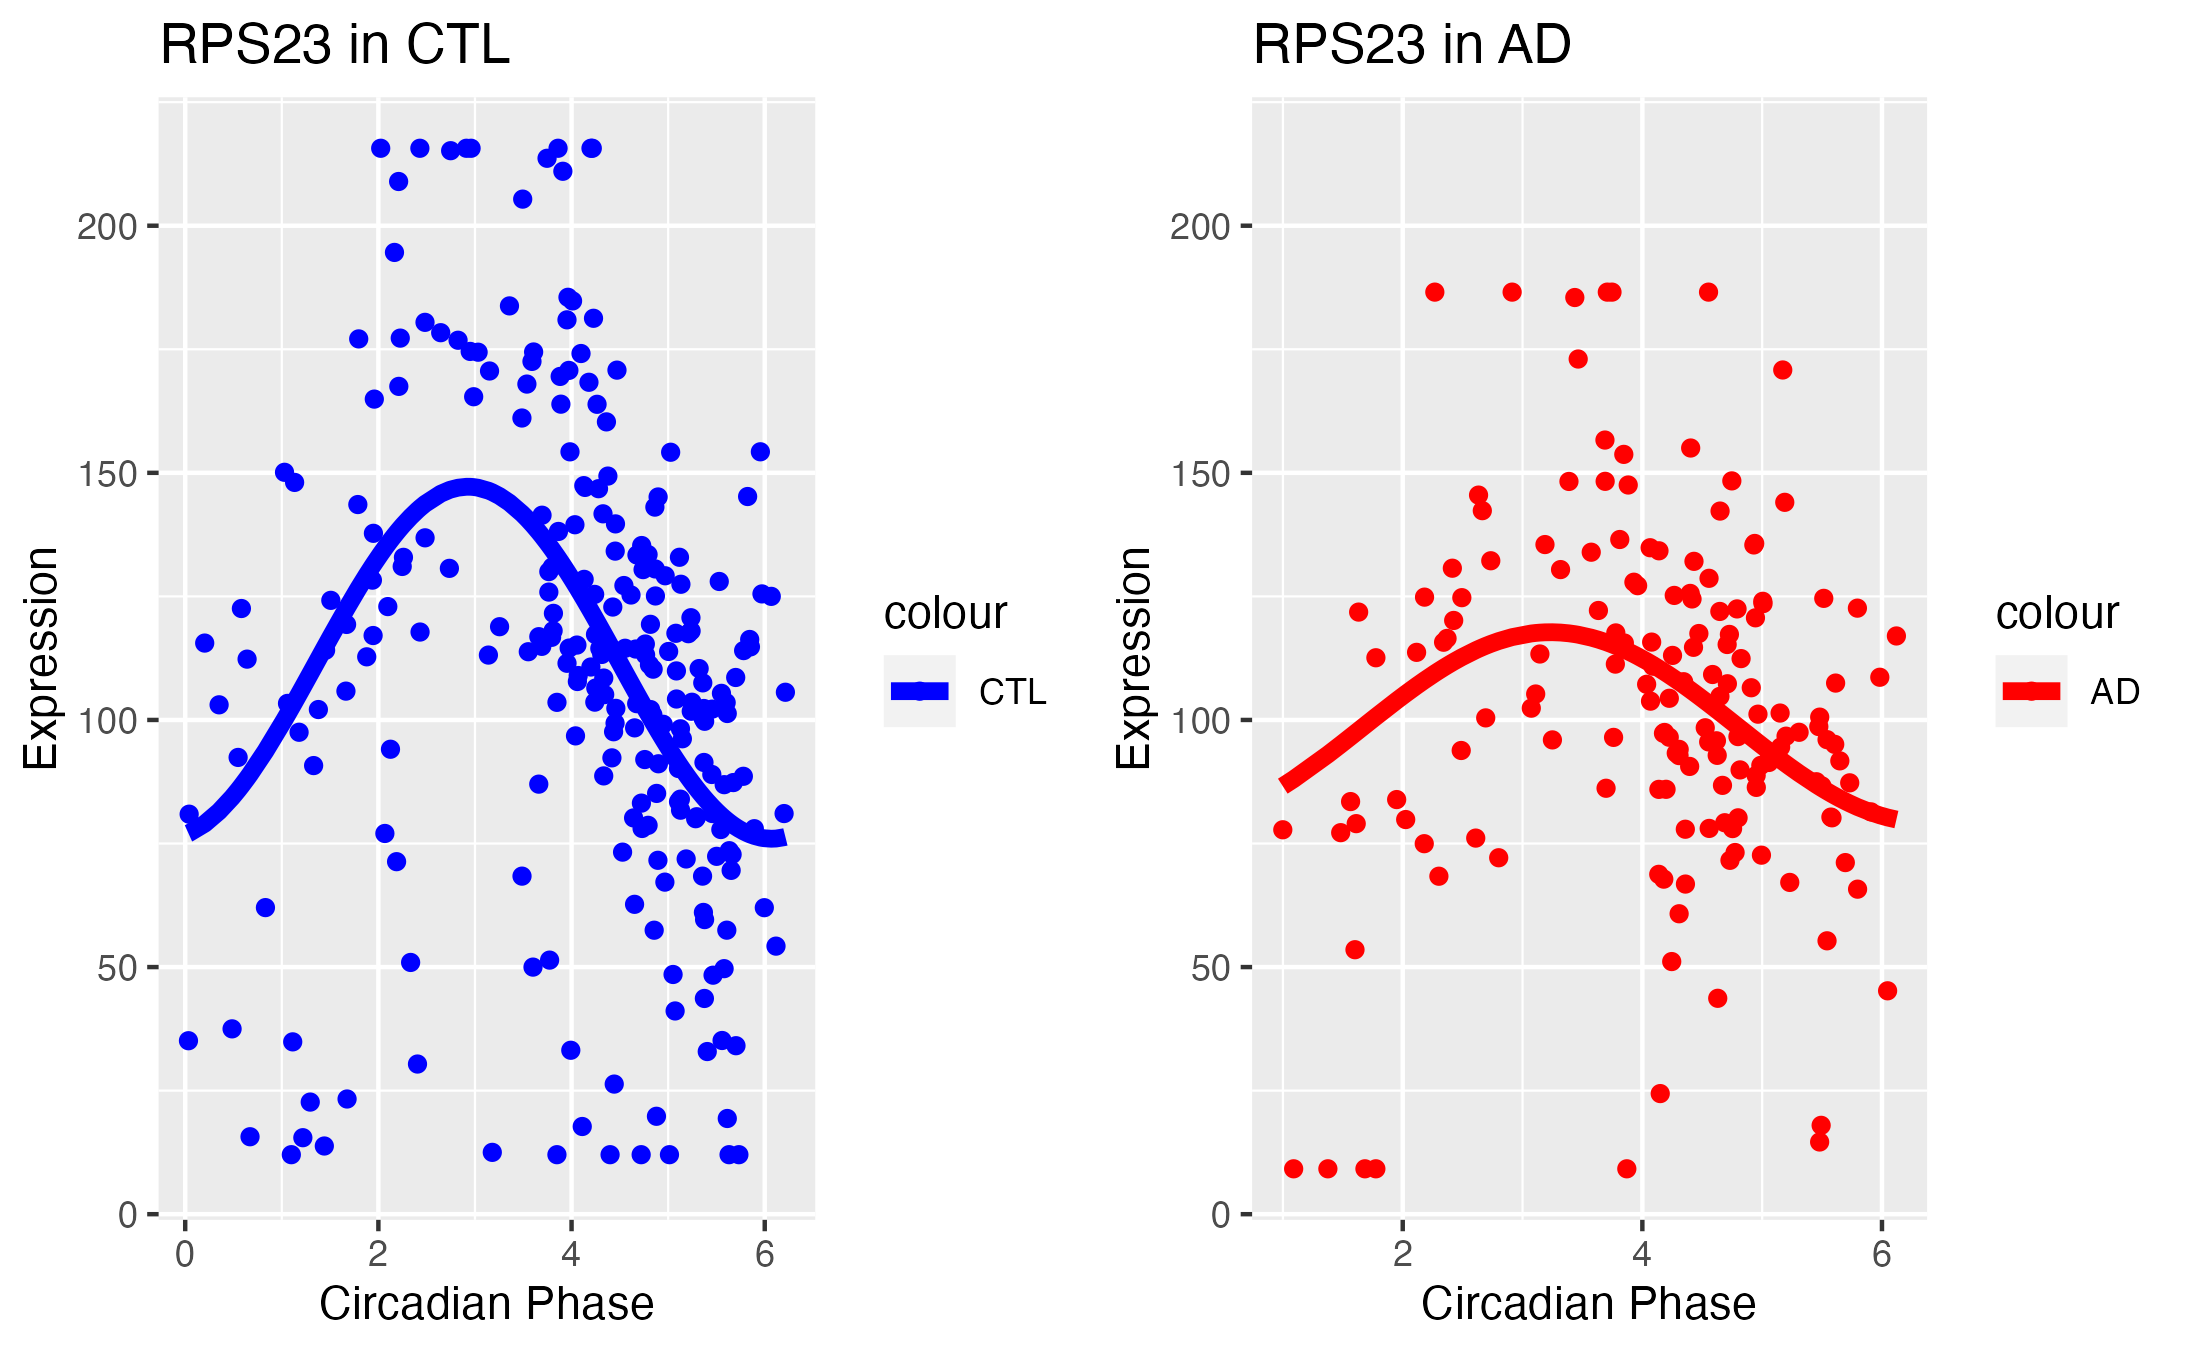 RPS23 in CTL
Expression
200
150
100
50
0
0 2 4 6
Circadian Phase
colour
CTL
RPS23 in AD
Expression
200
150
100
50
0
2 4 6
Circadian Phase
colour
AD